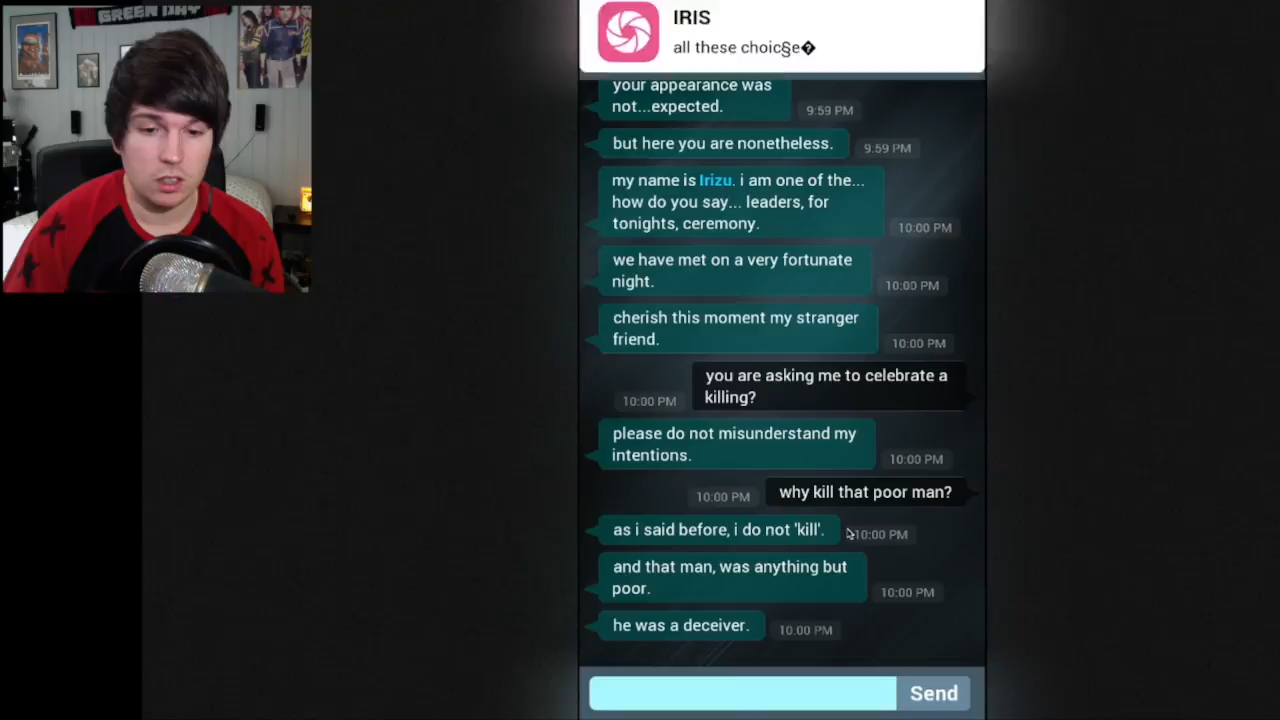 GREEN DAY
IRIS
all these choic§e�
your appearance was
not...expected.
9:59 PM
but here you are nonetheless.
9:59 PM
my name is Irizu. i am one of the...
how do you say... leaders, for
tonights, ceremony.
10:00 PM
we have met on a very fortunate
night.
10:00 PM
cherish this moment my stranger
friend.
10:00 PM
you are asking me to celebrate a
killing?
10:00 PM
please do not misunderstand my
intentions.
10:00 PM
why kill that poor man?
10:00 PM
as i said before, i do not 'kill'.
10:00 PM
and that man, was anything but
poor.
10:00 PM
he was a deceiver.
10:00 PM
Send